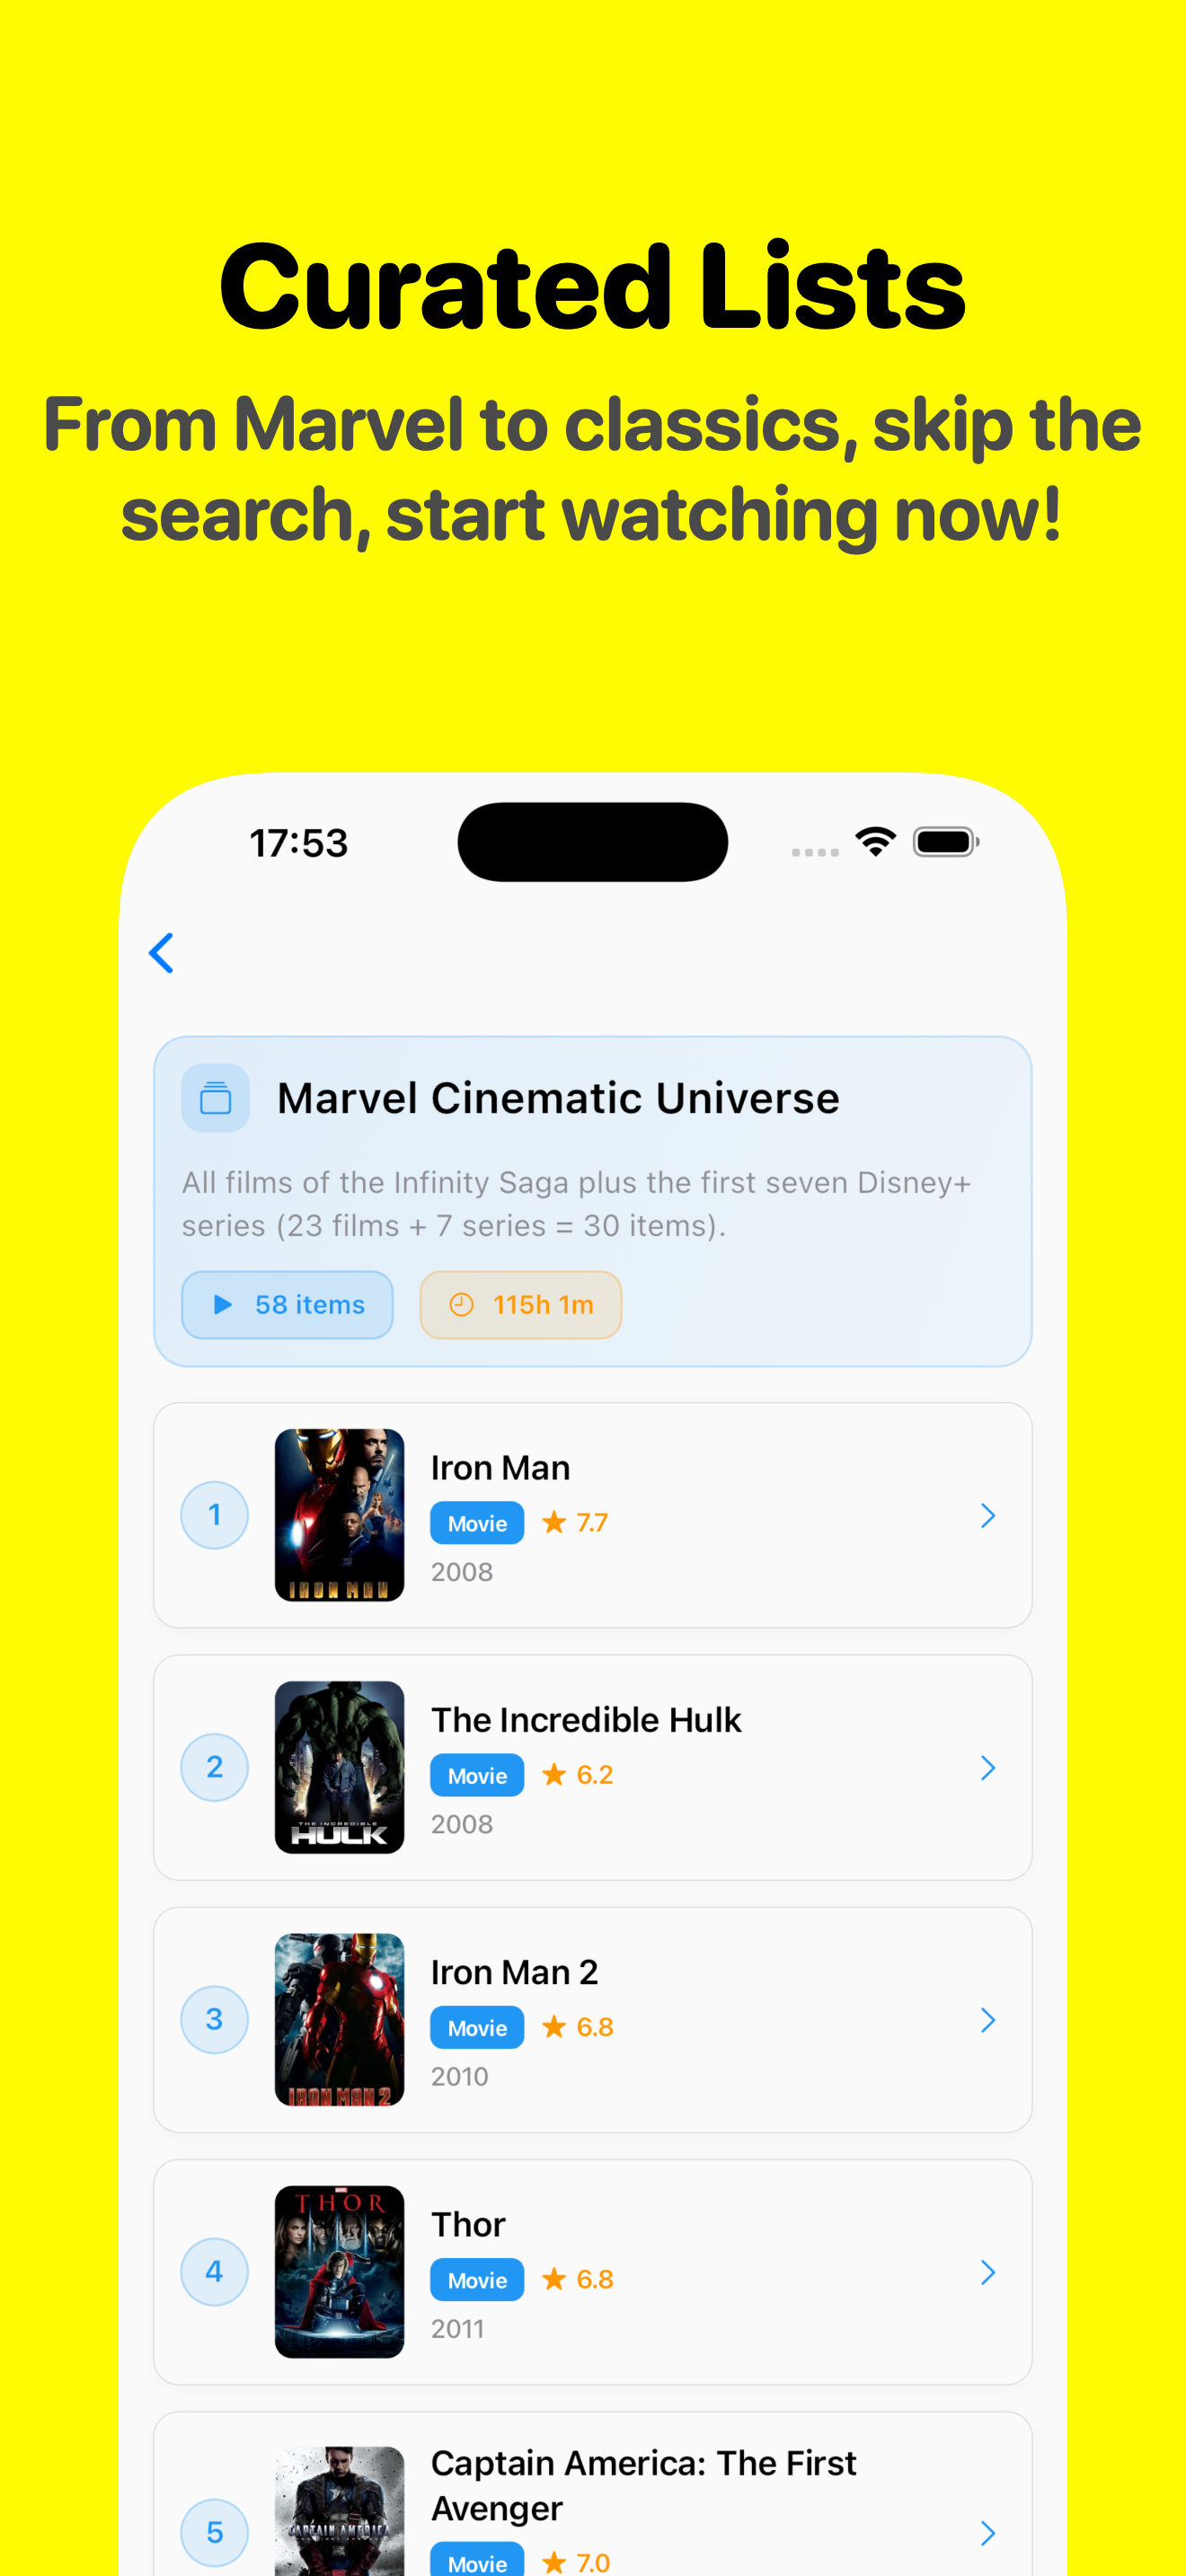 Curated Lists
From Marvel to classics, skip the
search, start watching now!
17:53
Marvel Cinematic Universe
All films of the Infinity Saga plus the first seven Disney+
series (23 films + 7 series = 30 items).
58 items
115h 1m
1
IRON MAN
Iron Man
Movie
7.7
2008
2
THE INCREDIBLE
HULK
The Incredible Hulk
Movie
6.2
2008
3
IRON MAN 2
Iron Man 2
Movie
6.8
2010
4
THOR
Thor
Movie
6.8
2011
5
CAPTAIN AMERICA
Captain America: The First
Avenger
Movie
7.0